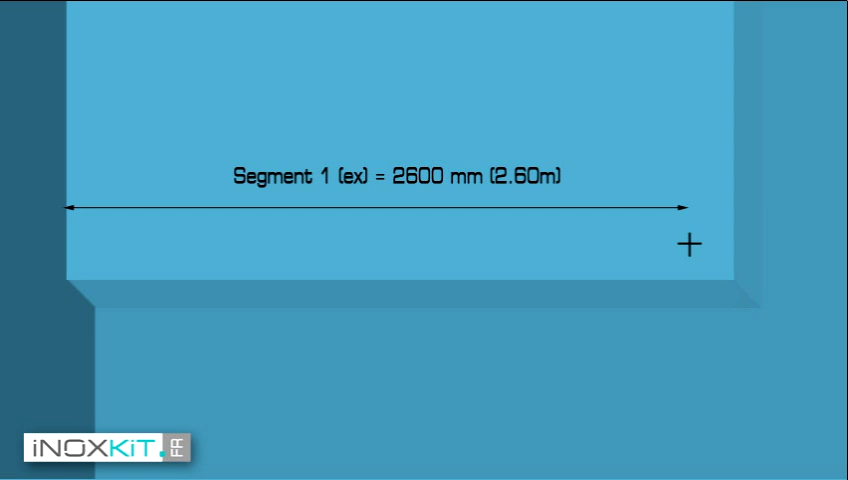 Segment 1 (ex) = 2600 mm (2.60m)
iNOXKiT.FR